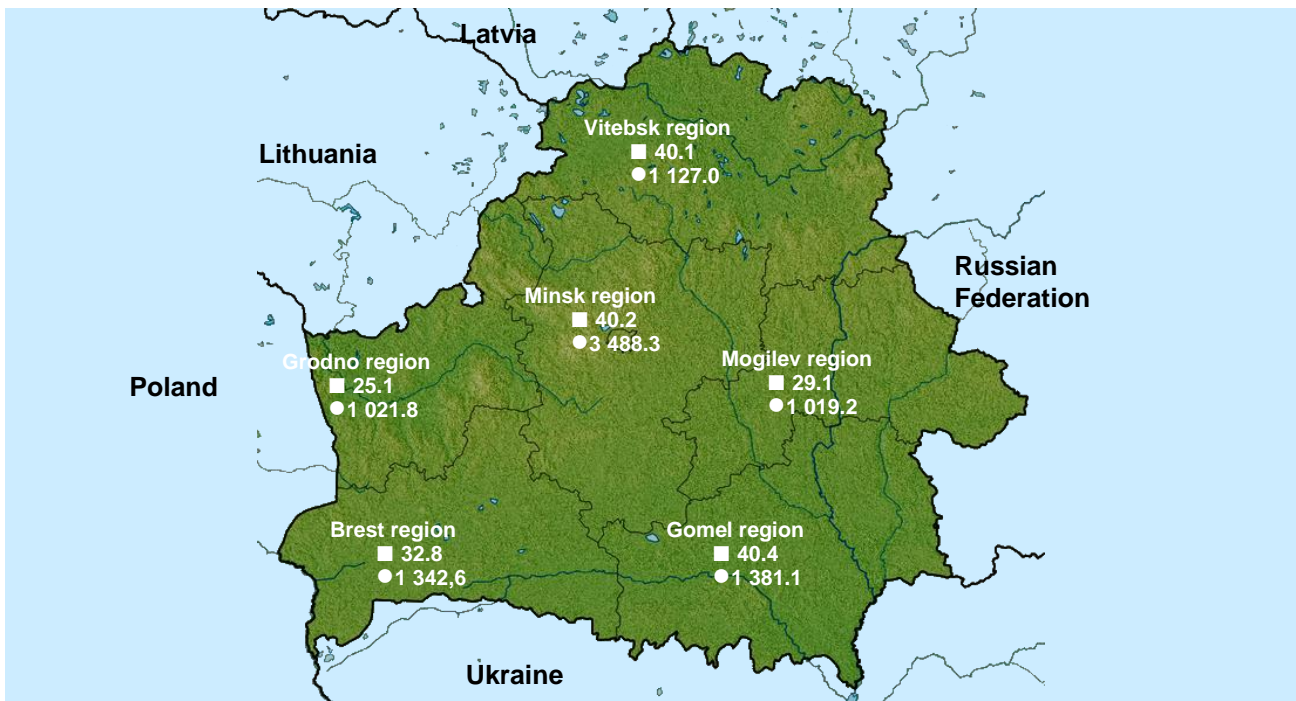 Latvia
Vitebsk region
40.1
1 127.0
Lithuania
Russian
Federation
Minsk region
40.2
3 488.3
Grodno region
25.1
1 021.8
Mogilev region
29.1
1 019.2
Poland
Brest region
32.8
1 342,6
Gomel region
40.4
1 381.1
Ukraine